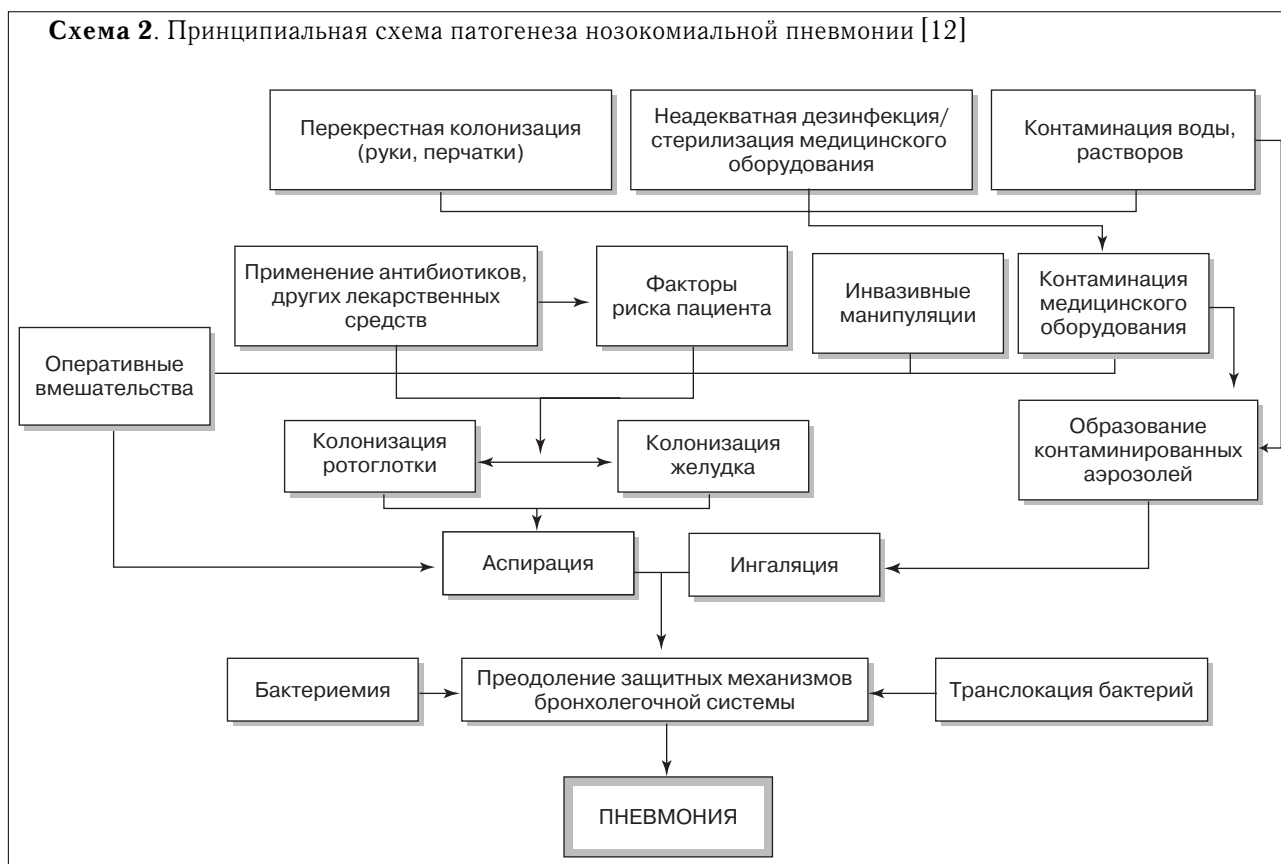 Схема 2. Принципиальная схема патогенеза нозокомиальной пневмонии [12]
Перекрестная колонизация
(руки, перчатки)
Неадекватная дезинфекция/
стерилизация медицинского
оборудования
Контаминация воды,
растворов
Применение антибиотиков,
других лекарственных
средств
Факторы
риска пациента
Инвазивные
манипуляции
Контаминация
медицинского
оборудования
Оперативные
вмешательства
Колонизация
ротоглотки
Колонизация
желудка
Образование
контаминированных
аэрозолей
Аспирация
Ингаляция
Бактериемия
Преодоление защитных механизмов
бронхолегочной системы
Транслокация бактерий
ПНЕВМОНИЯ